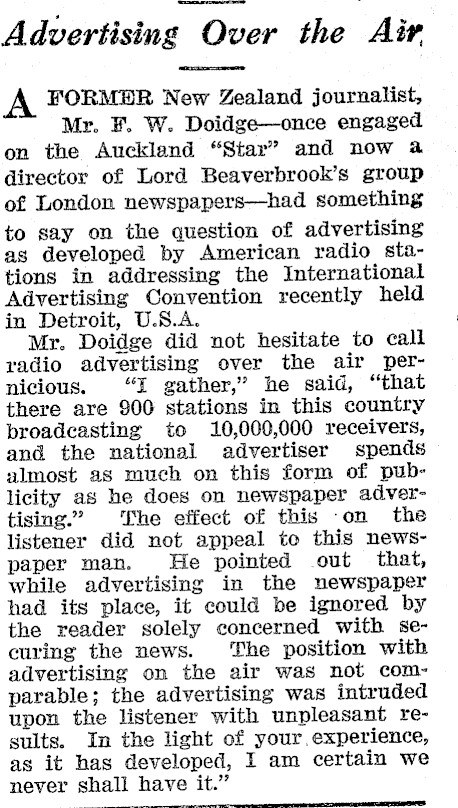 Advertising Over the Air.
A FORMER New Zealand journalist,
Mr. F. W. Doidge—once engaged
on the Auckland "Star" and now a
director of Lord Beaverbrook's group
of London newspapers—had something
to say on the question of advertising
as developed by American radio sta-
tions in addressing the International
Advertising Convention recently held
in Detroit, U.S.A.
Mr. Doidge did not hesitate to call
radio advertising over the air per-
nicious. "I gather," he said, "that
there are 900 stations in this country
broadcasting to 10,000,000 receivers,
and the national advertiser spends
almost as much on this form of pub-
licity as he does on newspaper adver-
tising." The effect of this on the
listener did not appeal to this news-
paper man. He pointed out that,
while advertising in the newspaper
had its place, it could be ignored by
the reader solely concerned with se-
curing the news. The position with
advertising on the air was not com-
parable; the advertising was intruded
upon the listener with unpleasant re-
sults. In the light of your experience,
as it has developed, I am certain we
never shall have it."